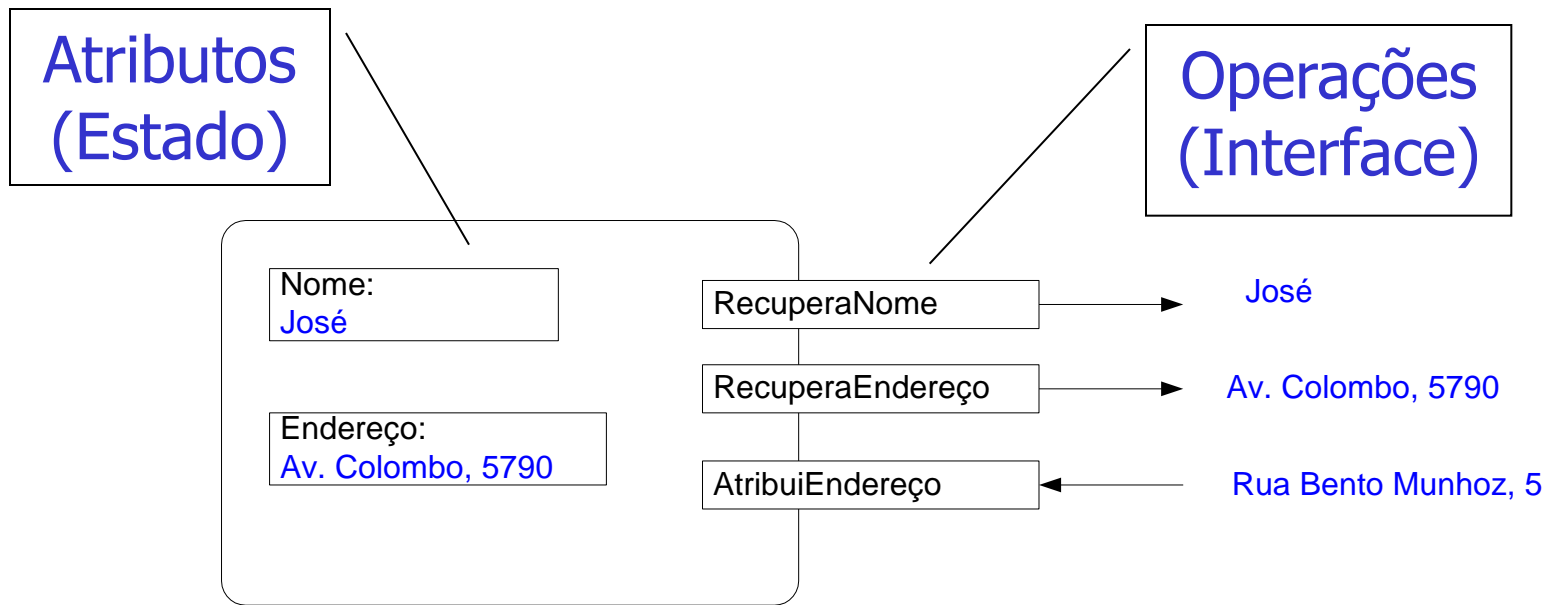 Atributos
(Estado)
Operações
(Interface)
Nome:
José
RecuperaNome
José
RecuperaEndereço
Av. Colombo, 5790
Endereço:
Av. Colombo, 5790
AtribuiEndereço
Rua Bento Munhoz, 5